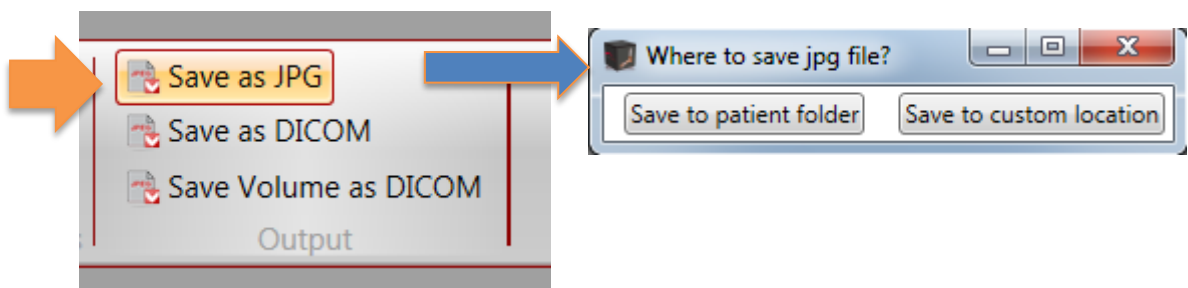 Save as JPG
Save as DICOM
Save Volume as DICOM
Output
Where to save jpg file?
Save to patient folder
Save to custom location